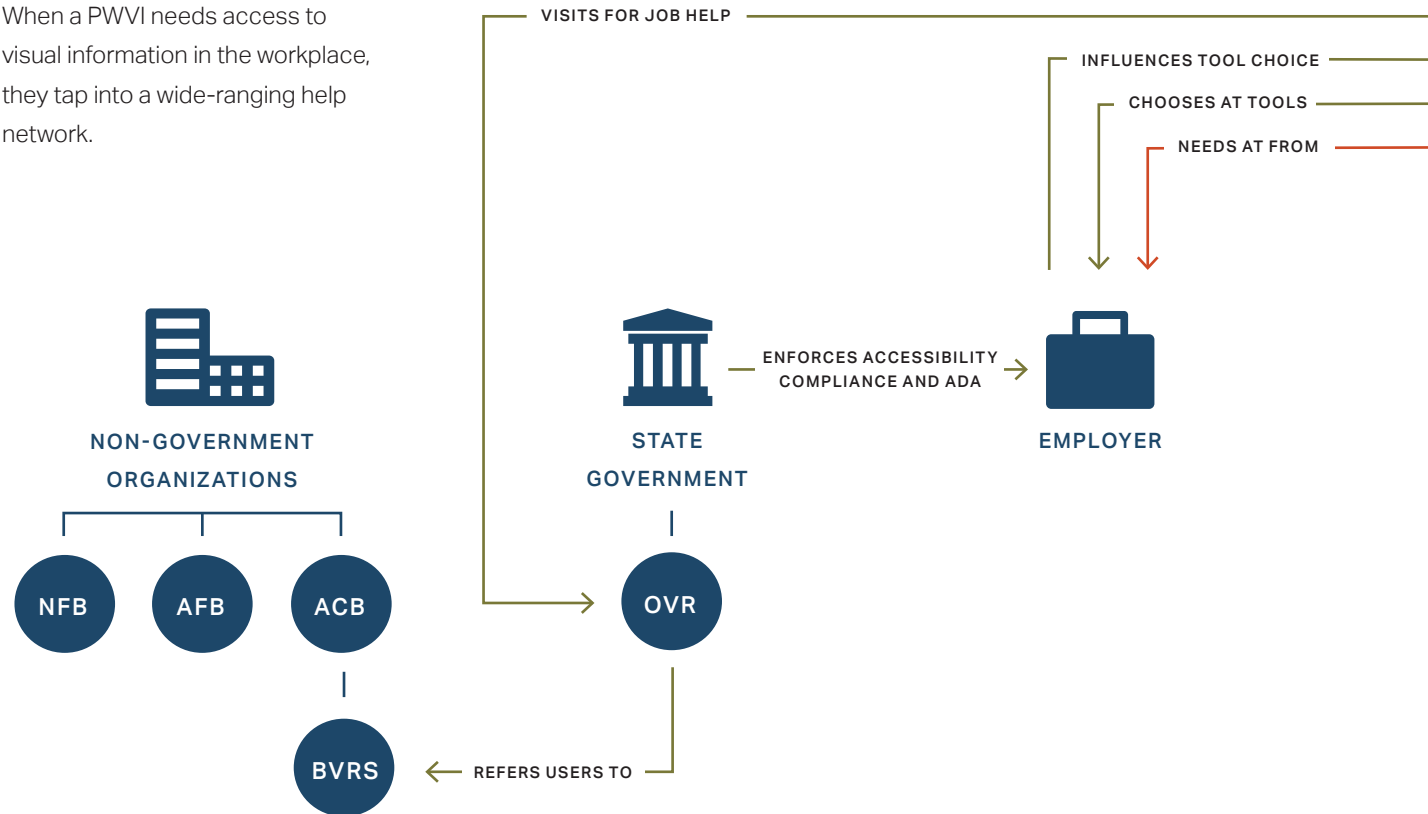 When a PWVI needs access to
visual information in the workplace,
they tap into a wide-ranging help
network.
VISITS FOR JOB HELP
INFLUENCES TOOL CHOICE
CHOOSES AT TOOLS
NEEDS AT FROM
ENFORCES ACCESSIBILITY
COMPLIANCE AND ADA
NON-GOVERNMENT
ORGANIZATIONS
STATE
GOVERNMENT
EMPLOYER
NFB
AFB
ACB
OVR
BVRS
REFERS USERS TO